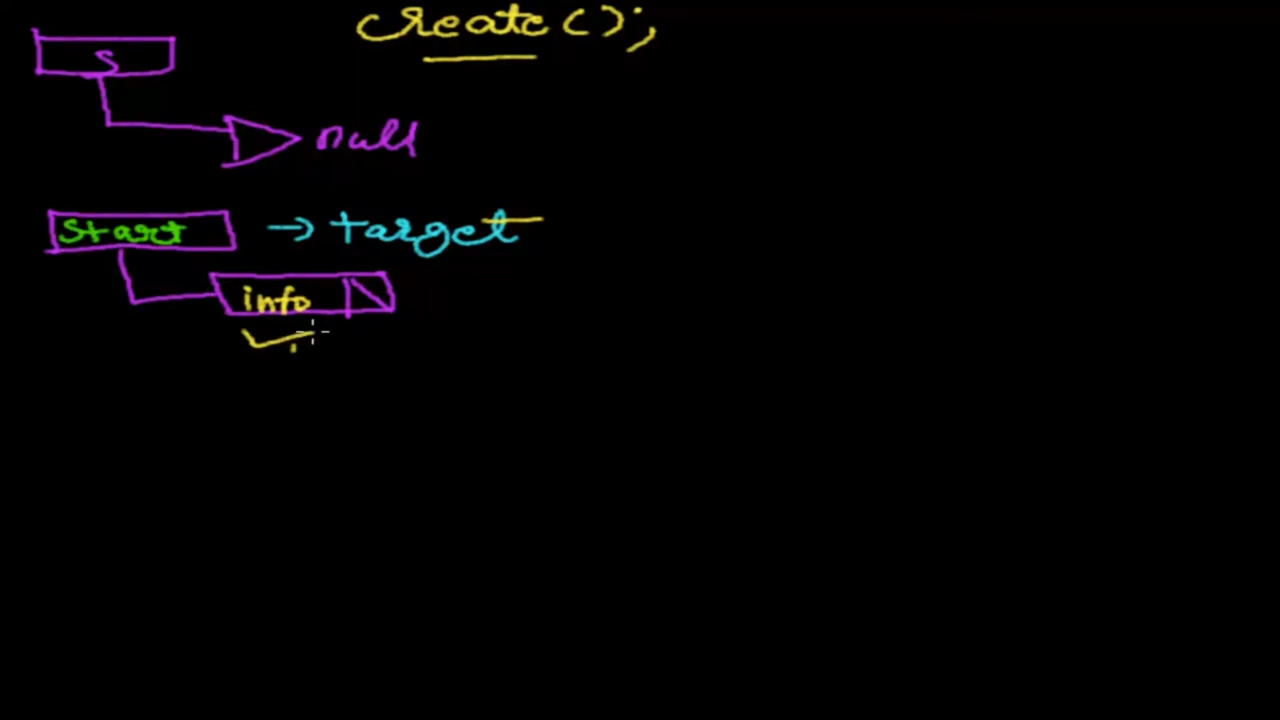 create();
S
null
Start → target
info